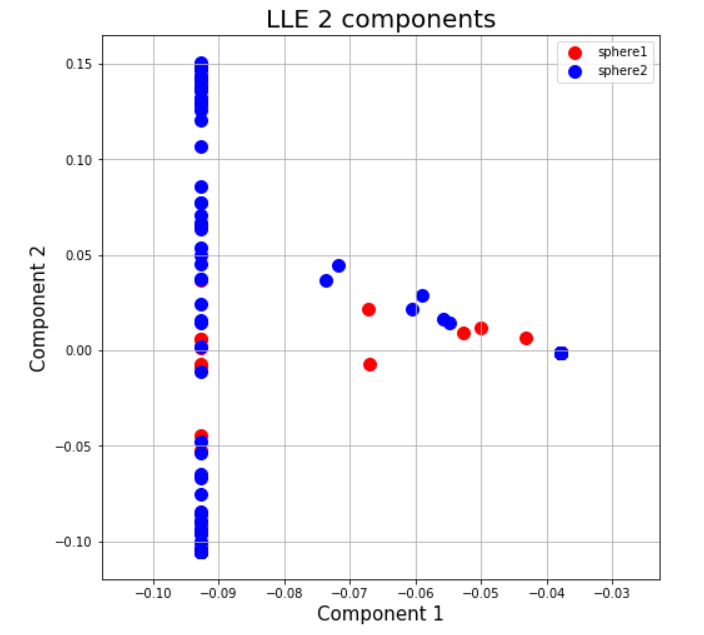 LLE 2 components
sphere1
sphere2
0.15
0.10
0.05
0.00
−0.05
−0.10
Component 2
−0.10 −0.09 −0.08 −0.07 −0.06 −0.05 −0.04 −0.03
Component 1